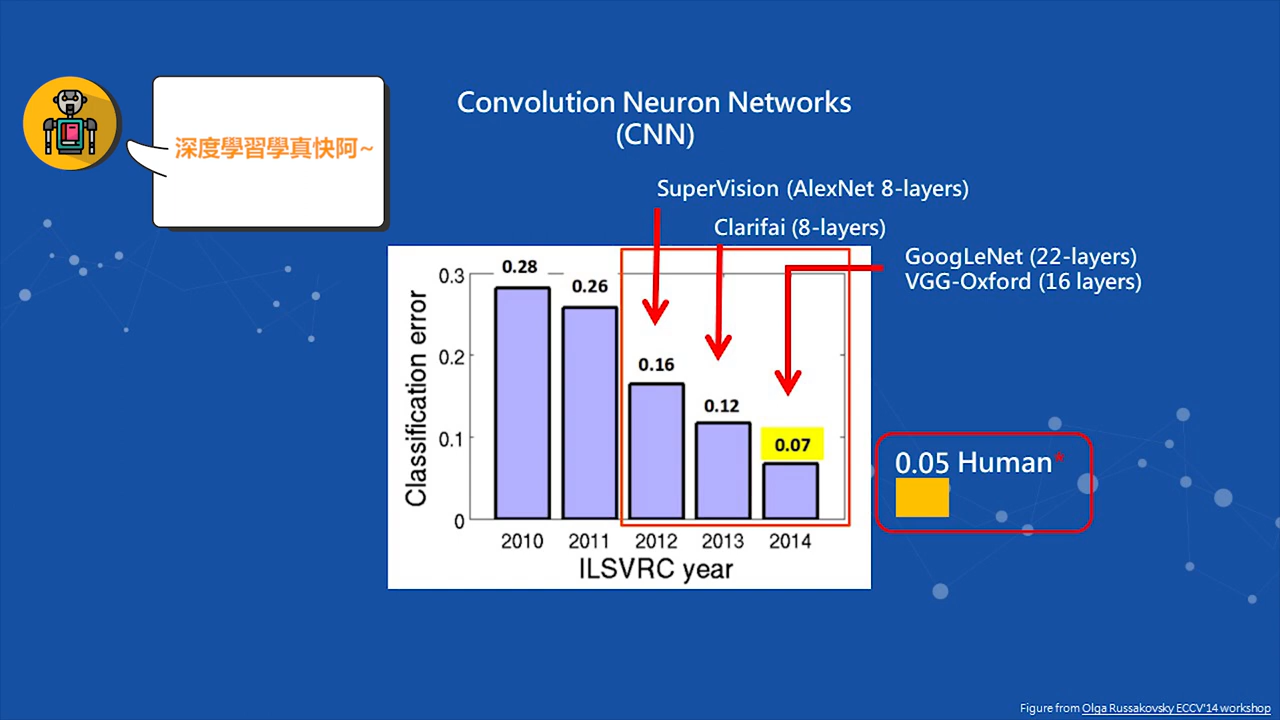 深度學習學真快阿~
Convolution Neuron Networks
(CNN)
SuperVision (AlexNet 8-layers)
Clarifai (8-layers)
GoogLeNet (22-layers)
VGG-Oxford (16 layers)
Classification error
0.3
0.2
0.1
0
0.28
0.26
0.16
0.12
0.07
2010 2011 2012 2013 2014
ILSVRC year
0.05 Human*
Figure from Olga Russakovsky ECCV'14 workshop